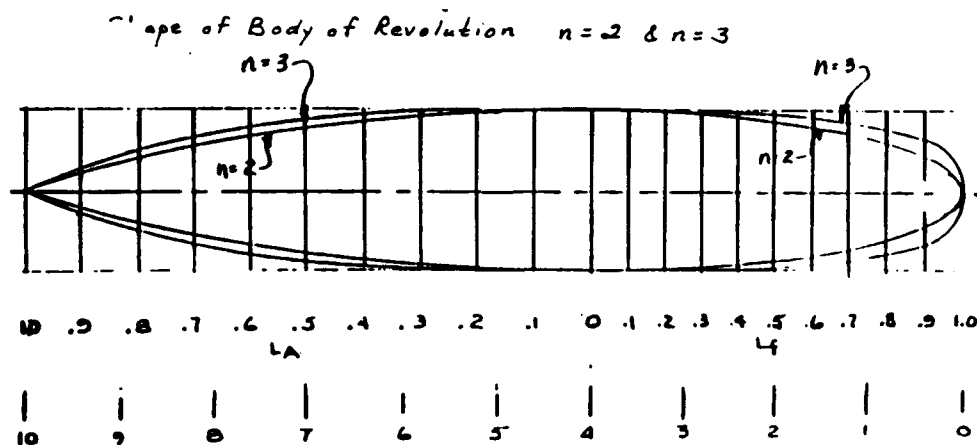 ape of Body of Revolution n=2 & n=3
n=3
n=3
n=2
n=2
1.0 .9 .8 .7 .6 .5 .4 .3 .2 .1 0 .1 .2 .3 .4 .5 .6 .7 .8 .9 1.0
LA Lf
10 9 8 7 6 5 4 3 2 1 0